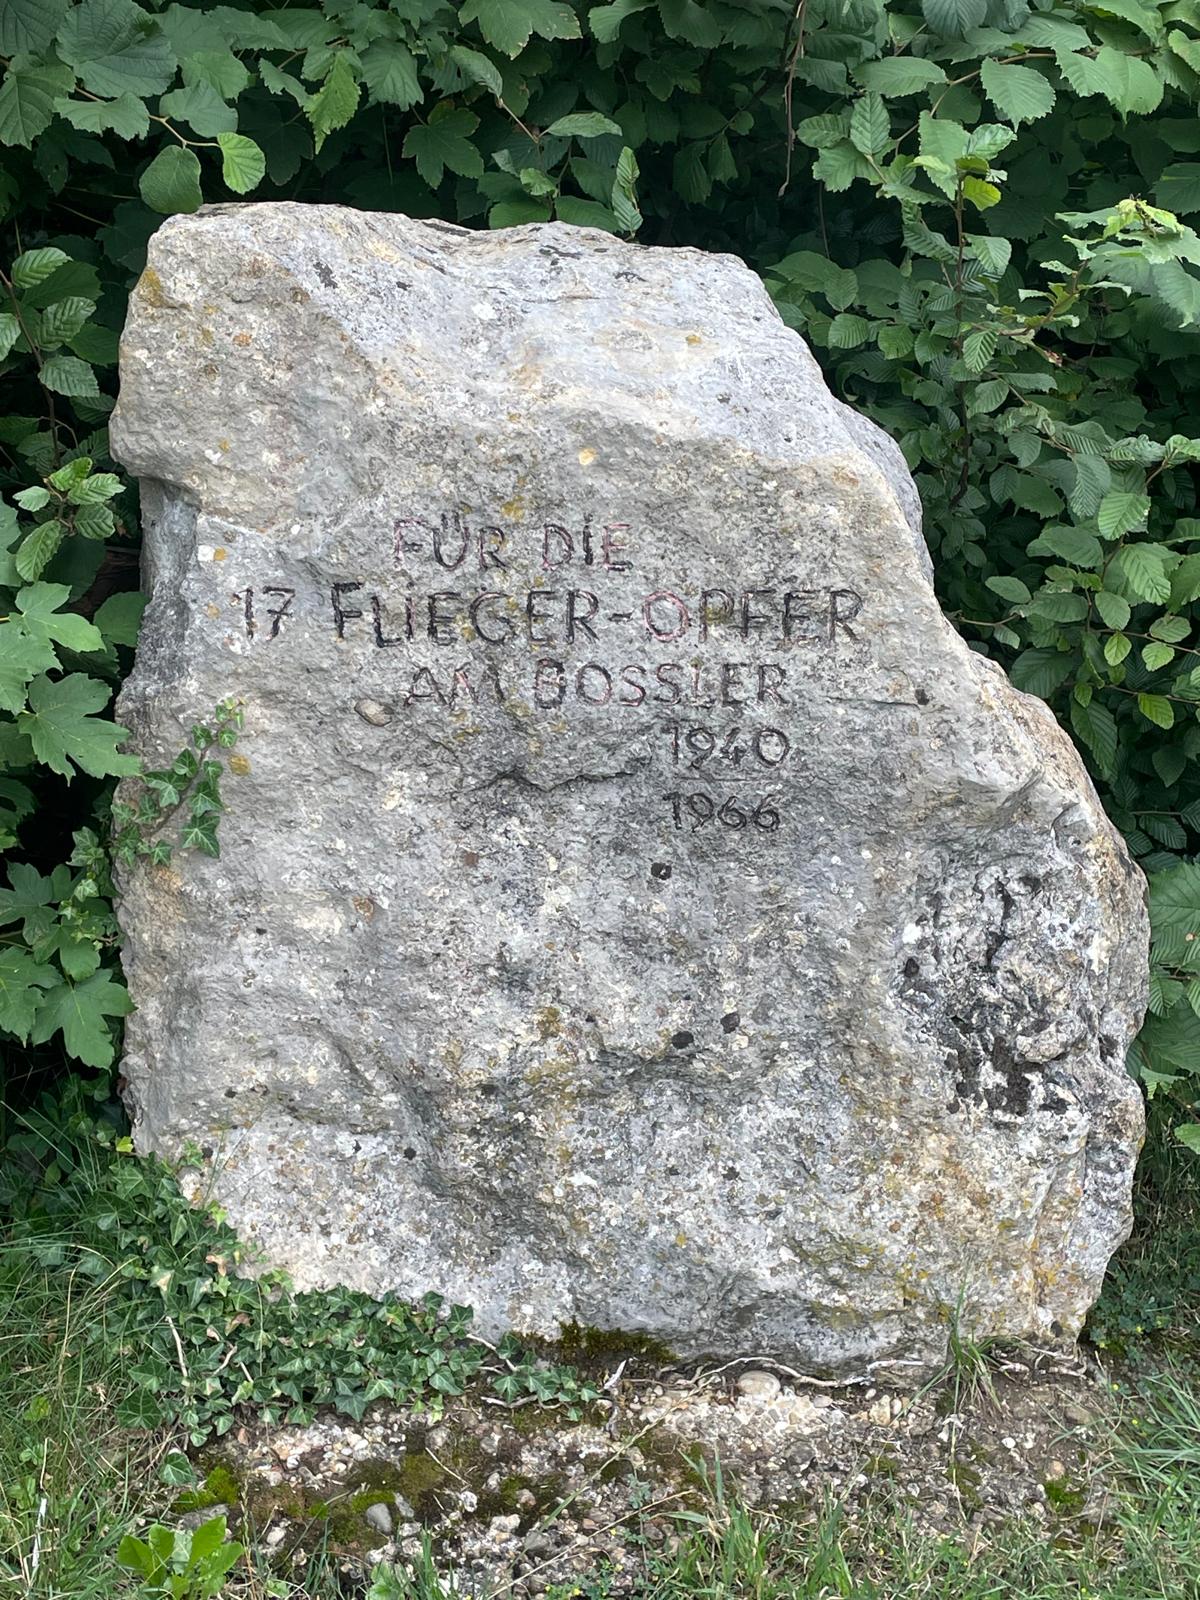 FÜR DIE
17 FLIEGER-OPFER
AM BOSSLER
1940
1966